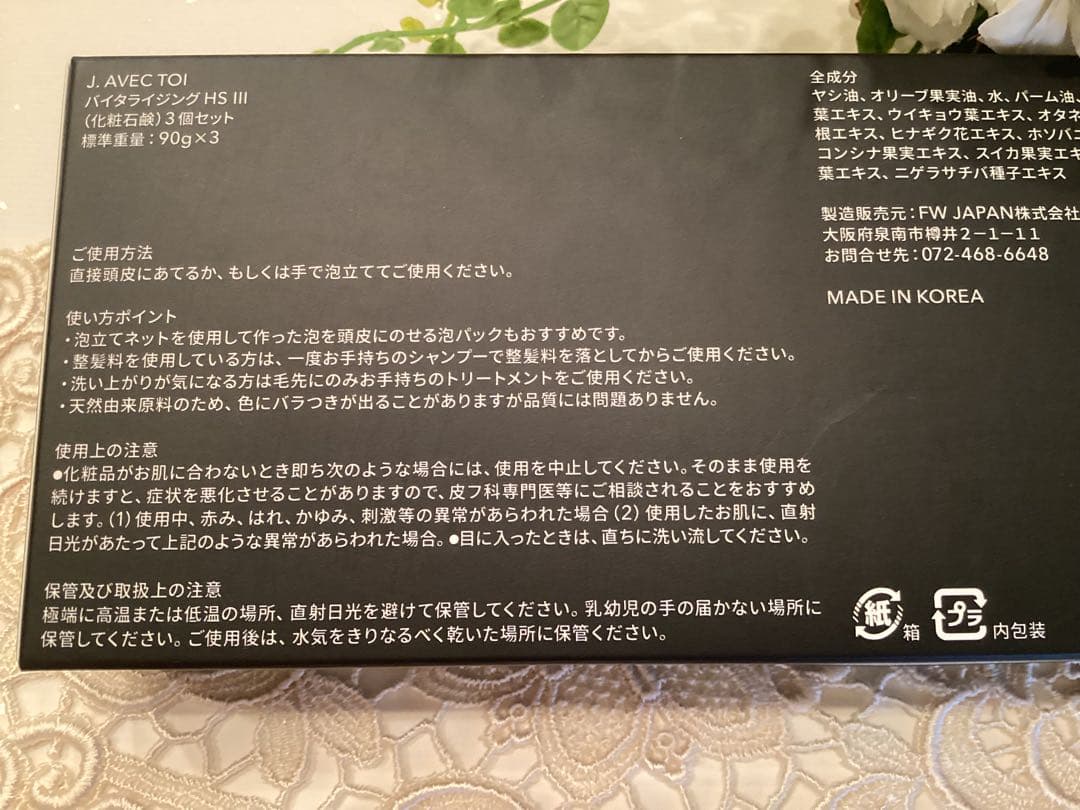 J. AVEC TOI
バイタライジング HS III
(化粧石鹸) 3個セット
標準重量：90g×3
ご使用方法
直接頭皮にあてるか、もしくは手で泡立ててご使用ください。
使い方ポイント
・泡立てネットを使用して作った泡を頭皮にのせる泡パックもおすすめです。
・整髪料を使用している方は、一度お手持ちのシャンプーで整髪料を落としてからご使用ください。
・洗い上がりが気になる方は毛先にのみお手持ちのトリートメントをご使用ください。
・天然由来原料のため、色にバラつきが出ることがありますが品質には問題ありません。
使用上の注意
●化粧品がお肌に合わないとき即ち次のような場合には、使用を中止してください。そのまま使用を
続けますと、症状を悪化させることがありますので、皮フ科専門医等にご相談されることをおすすめ
します。(1) 使用中、赤み、はれ、かゆみ、刺激等の異常があらわれた場合 (2) 使用したお肌に、直射
日光があたって上記のような異常があらわれた場合。●目に入ったときは、直ちに洗い流してください。
保管及び取扱上の注意
極端に高温または低温の場所、直射日光を避けて保管してください。乳幼児の手の届かない場所に
保管してください。ご使用後は、水気をきりなるべく乾いた場所に保管ください。
全成分
ヤシ油、オリーブ果実油、水、パーム油、
葉エキス、ウイキョウ葉エキス、オタネ
根エキス、ヒナギク花エキス、ホソバニ
コンシナ果実エキス、スイカ果実エキ
葉エキス、ニゲラサチバ種子エキス
製造販売元：FW JAPAN株式会社
大阪府泉南市樽井2－1－11
お問合せ先：072-468-6648
MADE IN KOREA
紙 箱
プラ 内包装